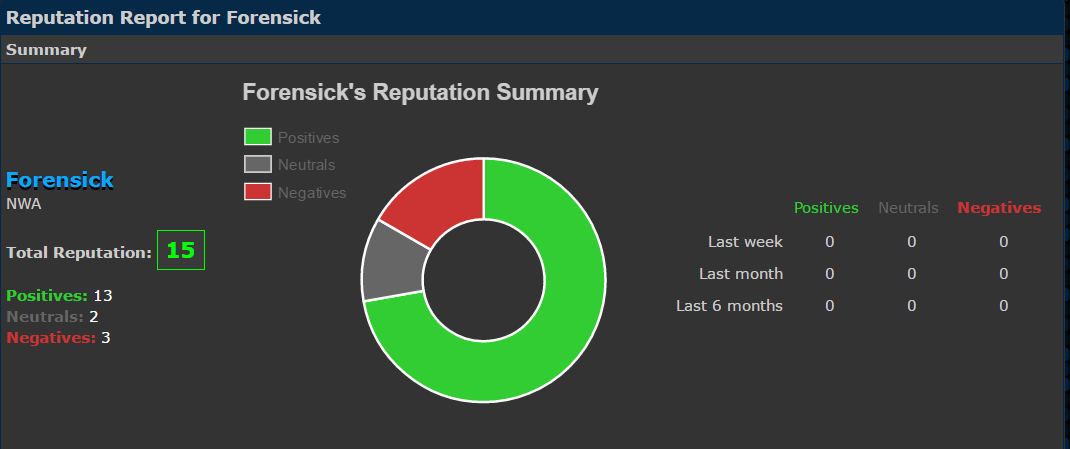 Reputation Report for Forensick
Summary
Forensick's Reputation Summary
Positives
Neutrals
Negatives
Forensick
NWA
Total Reputation: 15
Positives: 13
Neutrals: 2
Negatives: 3
Positives Neutrals Negatives
Last week 0 0 0
Last month 0 0 0
Last 6 months 0 0 0